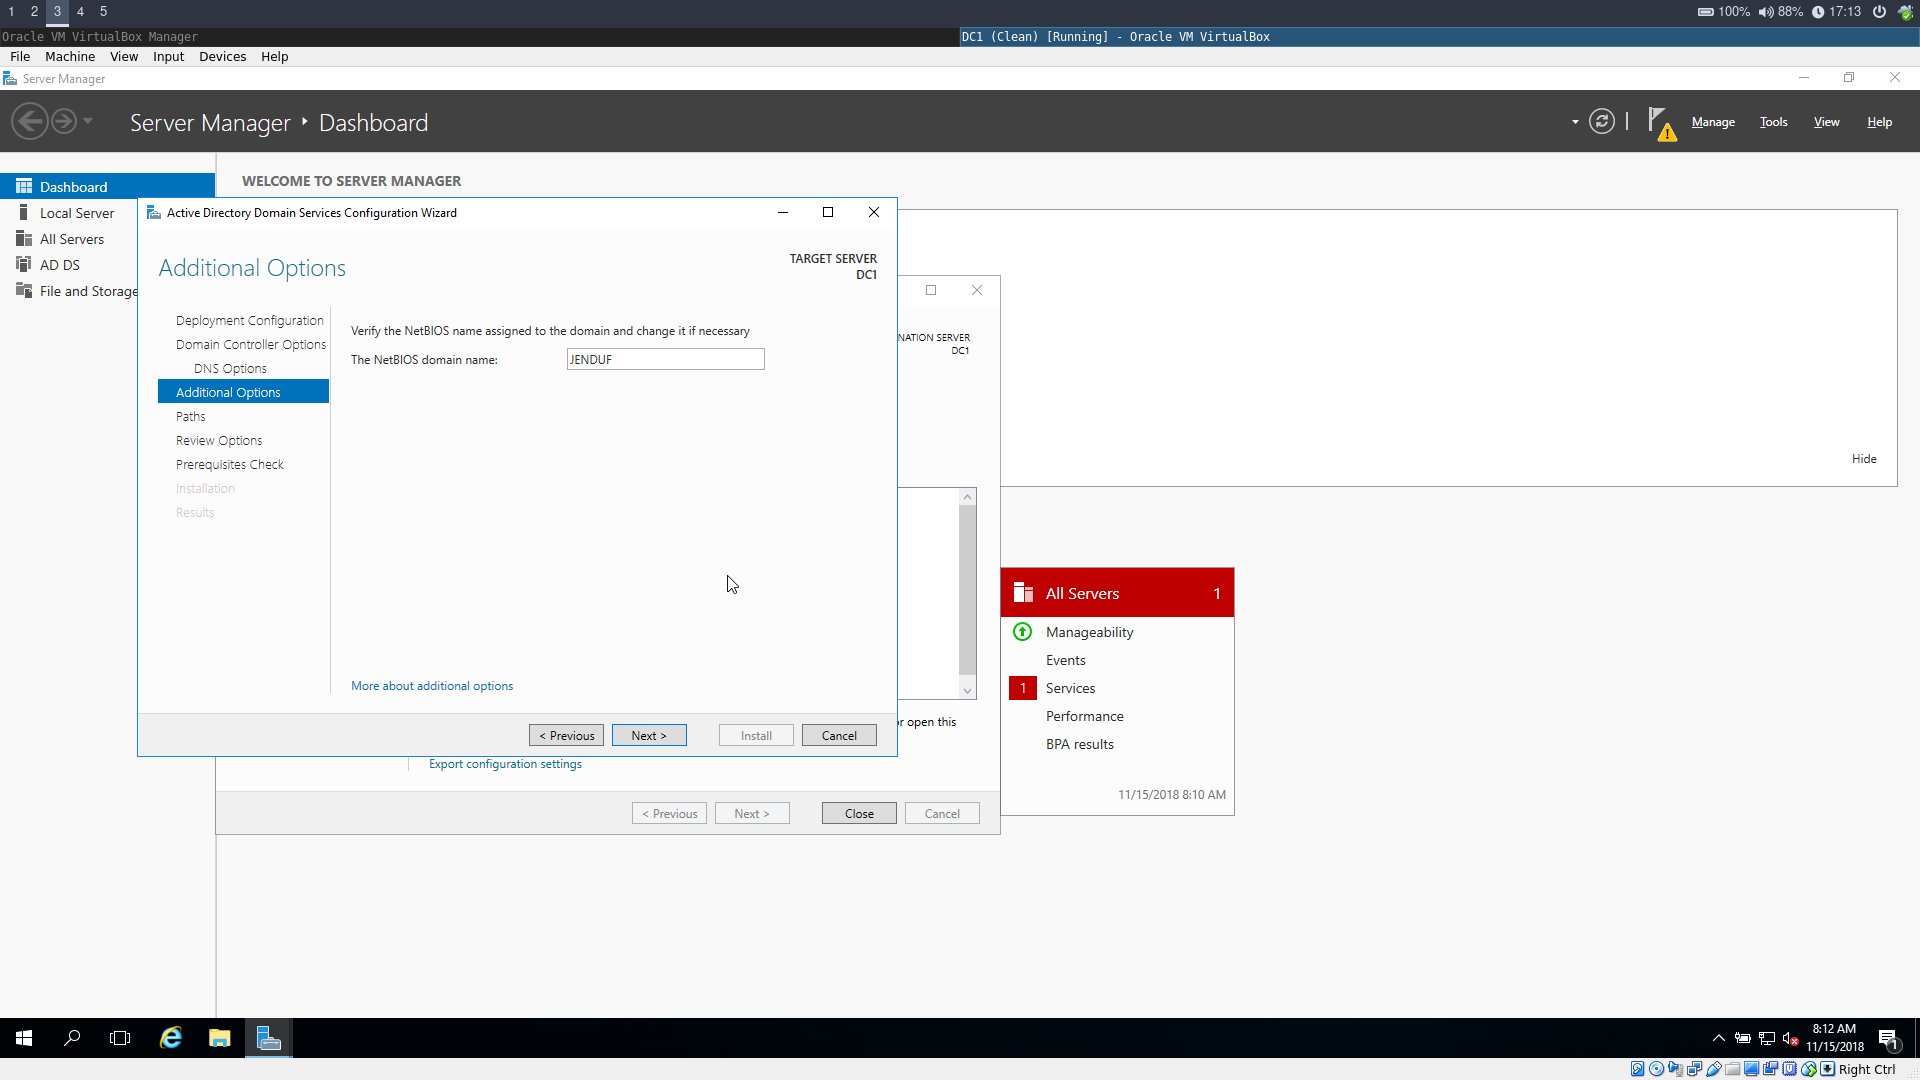 1 2 3 4 5
100% 88% 17:13
Oracle VM VirtualBox Manager
DC1 (Clean) [Running] - Oracle VM VirtualBox
File Machine View Input Devices Help
Server Manager
Server Manager Dashboard
Manage Tools View Help
Dashboard
Local Server
All Servers
AD DS
File and Storage
WELCOME TO SERVER MANAGER
Active Directory Domain Services Configuration Wizard
Additional Options
TARGET SERVER
DC1
Deployment Configuration
Domain Controller Options
DNS Options
Additional Options
Paths
Review Options
Prerequisites Check
Installation
Results
Verify the NetBIOS name assigned to the domain and change it if necessary
The NetBIOS domain name:
JENDUF
More about additional options
< Previous
Next >
Install
Cancel
NATION SERVER
DC1
or open this
Export configuration settings
< Previous
Next >
Close
Cancel
Hide
All Servers 1
Manageability
Events
1 Services
Performance
BPA results
11/15/2018 8:10 AM
8:12 AM
11/15/2018
1
Right Ctrl